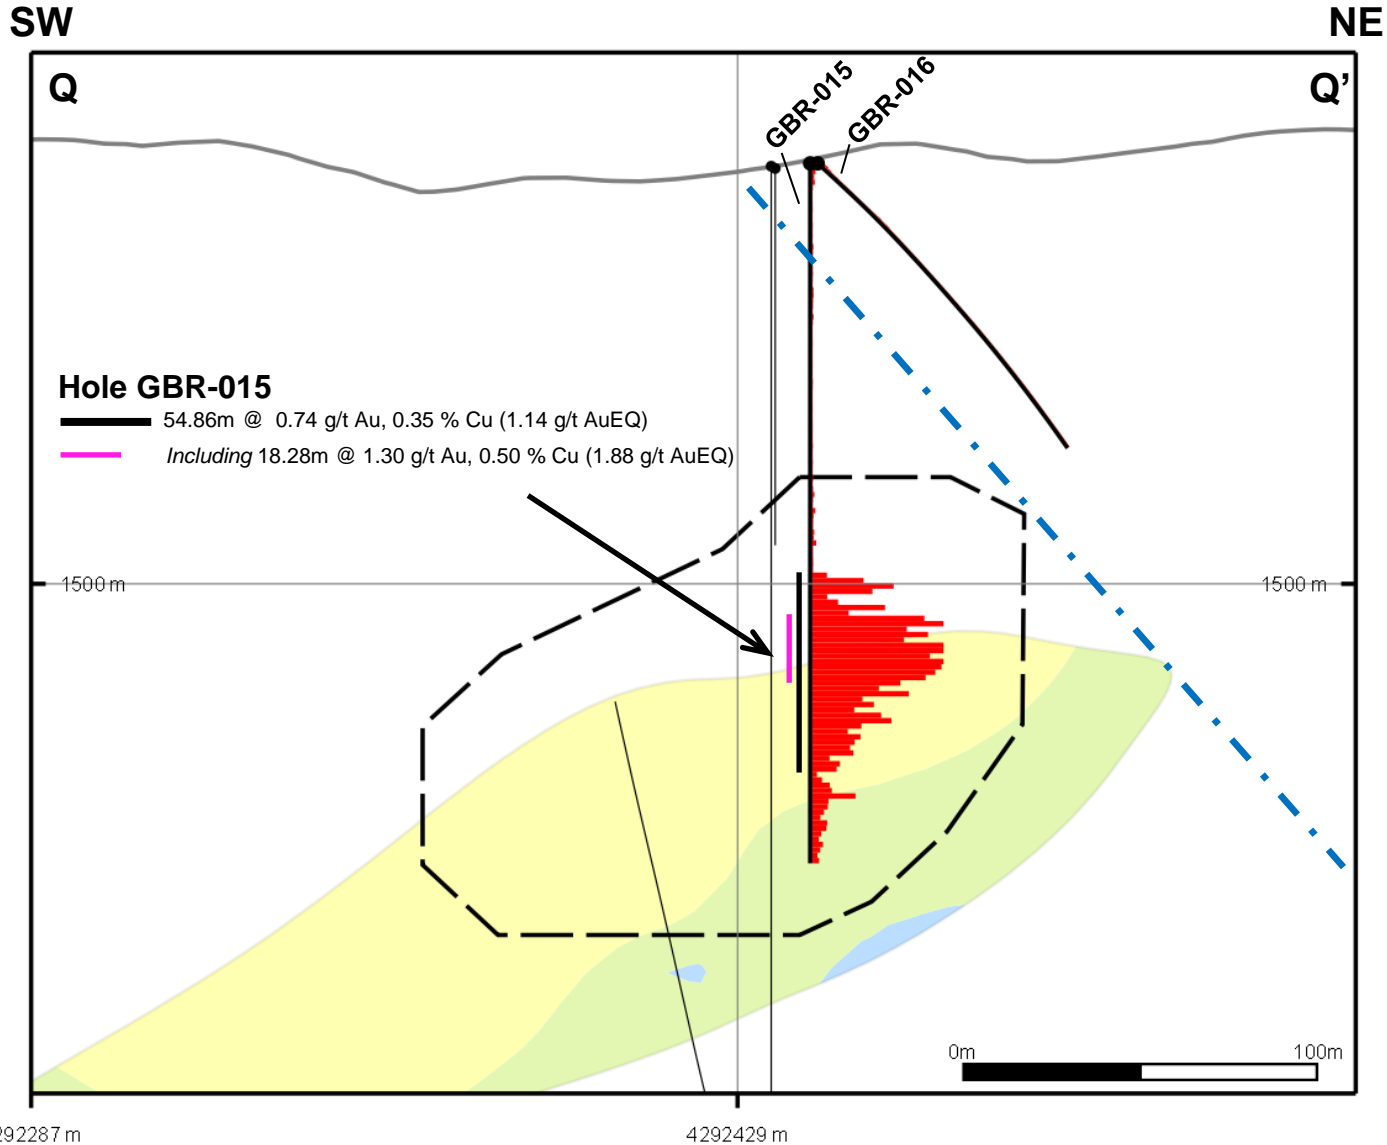 SW
NE
Q
Q’
GBR-015
GBR-016
Hole GBR-015
54.86m @ 0.74 g/t Au, 0.35 % Cu (1.14 g/t AuEQ)
Including 18.28m @ 1.30 g/t Au, 0.50 % Cu (1.88 g/t AuEQ)
1500 m
1500 m
0m
100m
292287 m
4292429 m